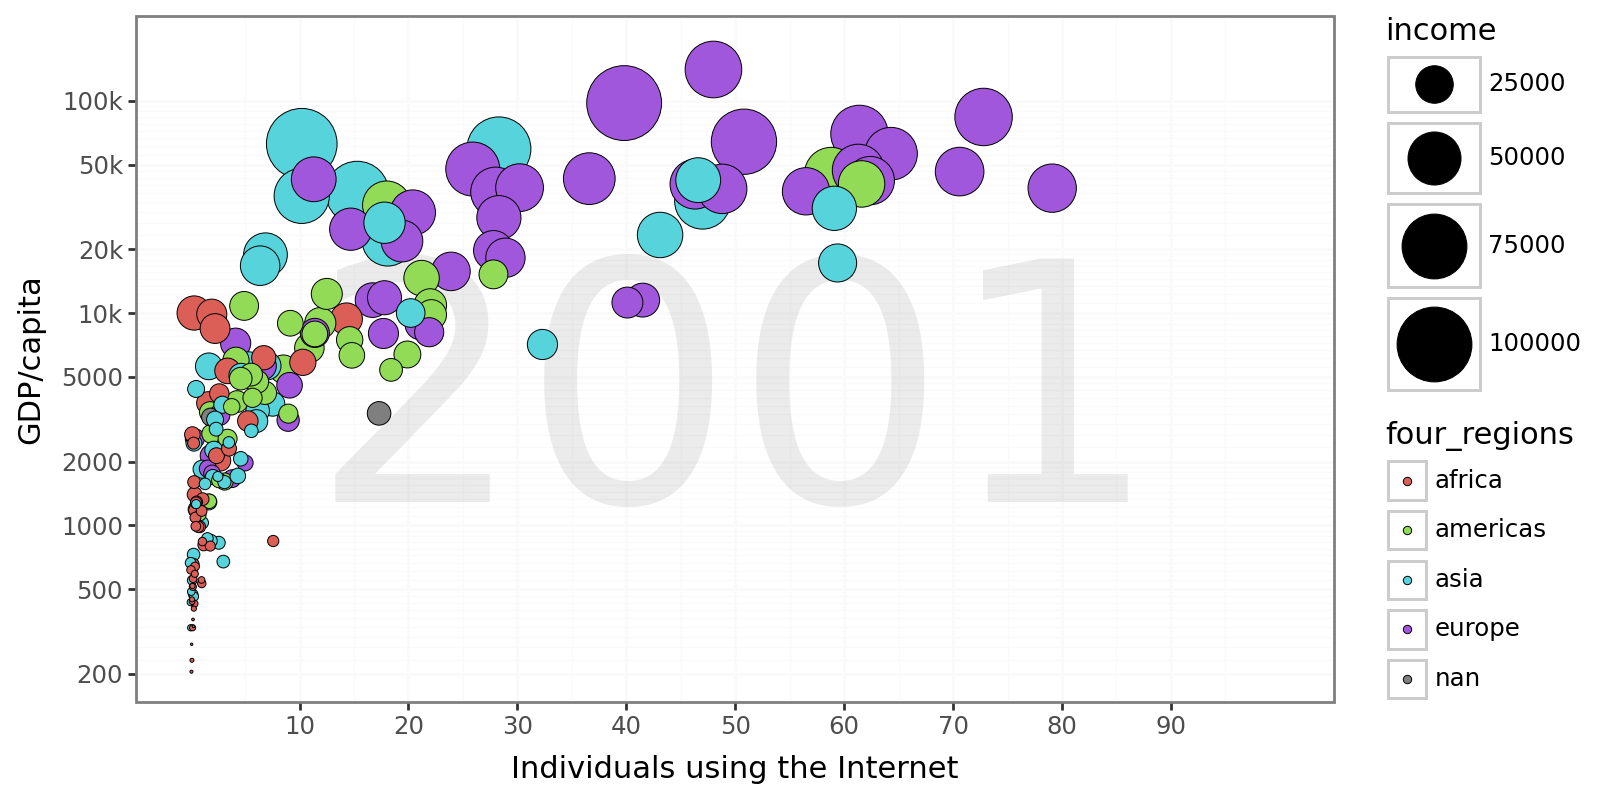 2001
100k
50k
20k
10k
5000
2000
1000
500
200
GDP/capita
10 20 30 40 50 60 70 80 90
Individuals using the Internet
income
25000
50000
75000
100000
four_regions
africa
americas
asia
europe
nan